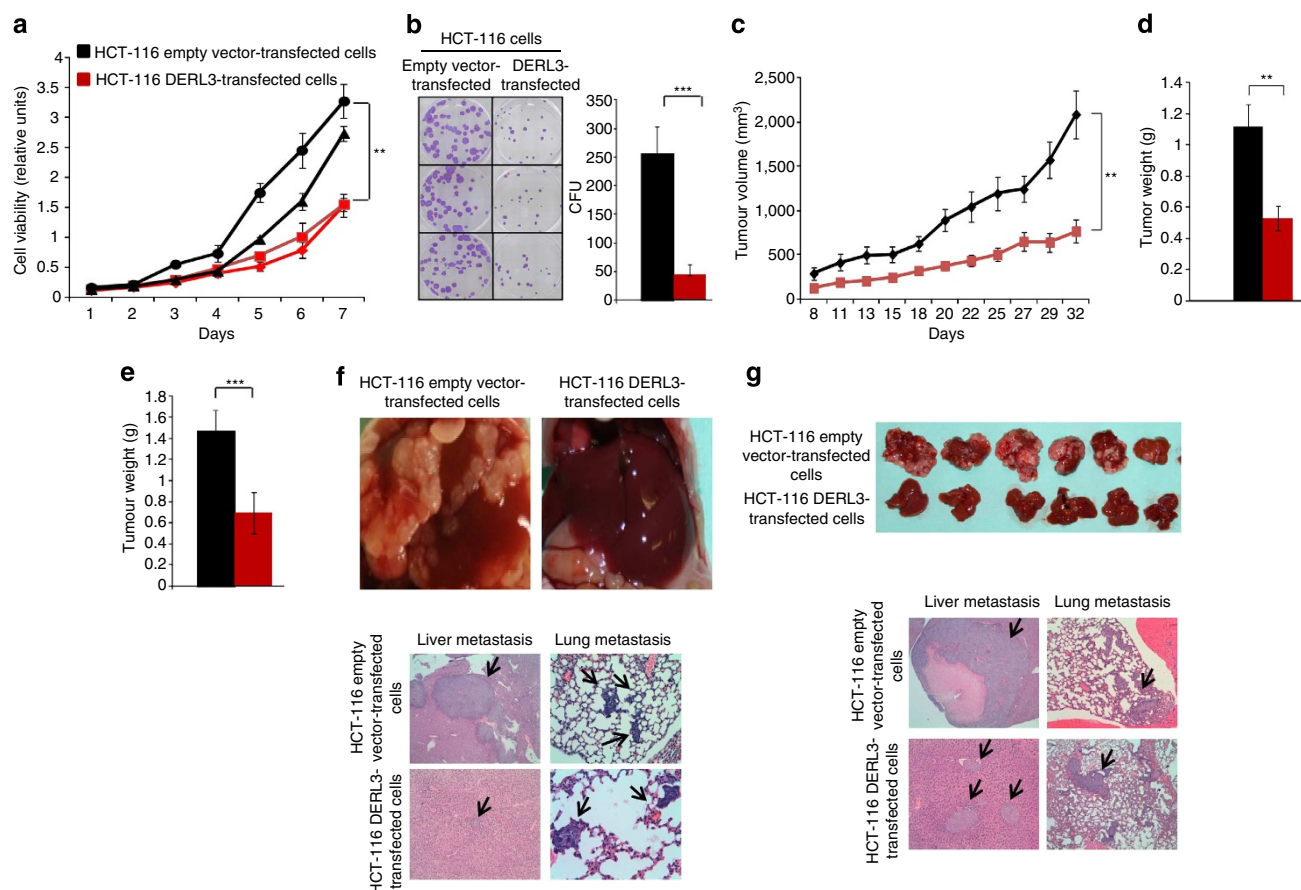 a
HCT-116 empty vector-transfected cells
HCT-116 DERL3-transfected cells
Cell viability (relative units)
4
3.5
3
2.5
2
1.5
1
0.5
0
1 2 3 4 5 6 7
Days
**
b
HCT-116 cells
Empty vector- DERL3-
transfected transfected
CFU
350
300
250
200
150
100
50
0
***
c
Tumour volume (mm3)
2,500
2,000
1,500
1,000
500
0
8 11 13 15 18 20 22 25 27 29 32
Days
**
d
Tumor weight (g)
1.4
1.2
1
0.8
0.6
0.4
0.2
0
**
e
Tumour weight (g)
1.8
1.6
1.4
1.2
1
0.8
0.6
0.4
0.2
0
***
f
HCT-116 empty vector-
transfected cells
HCT-116 DERL3-
transfected cells
Liver metastasis Lung metastasis
HCT-116 empty
vector-transfected
cells
HCT-116 DERL3-
transfected cells
g
HCT-116 empty
vector-transfected
cells
HCT-116 DERL3-
transfected cells
Liver metastasis Lung metastasis
HCT-116 empty
vector-transfected
cells
HCT-116 DERL3-
transfected cells